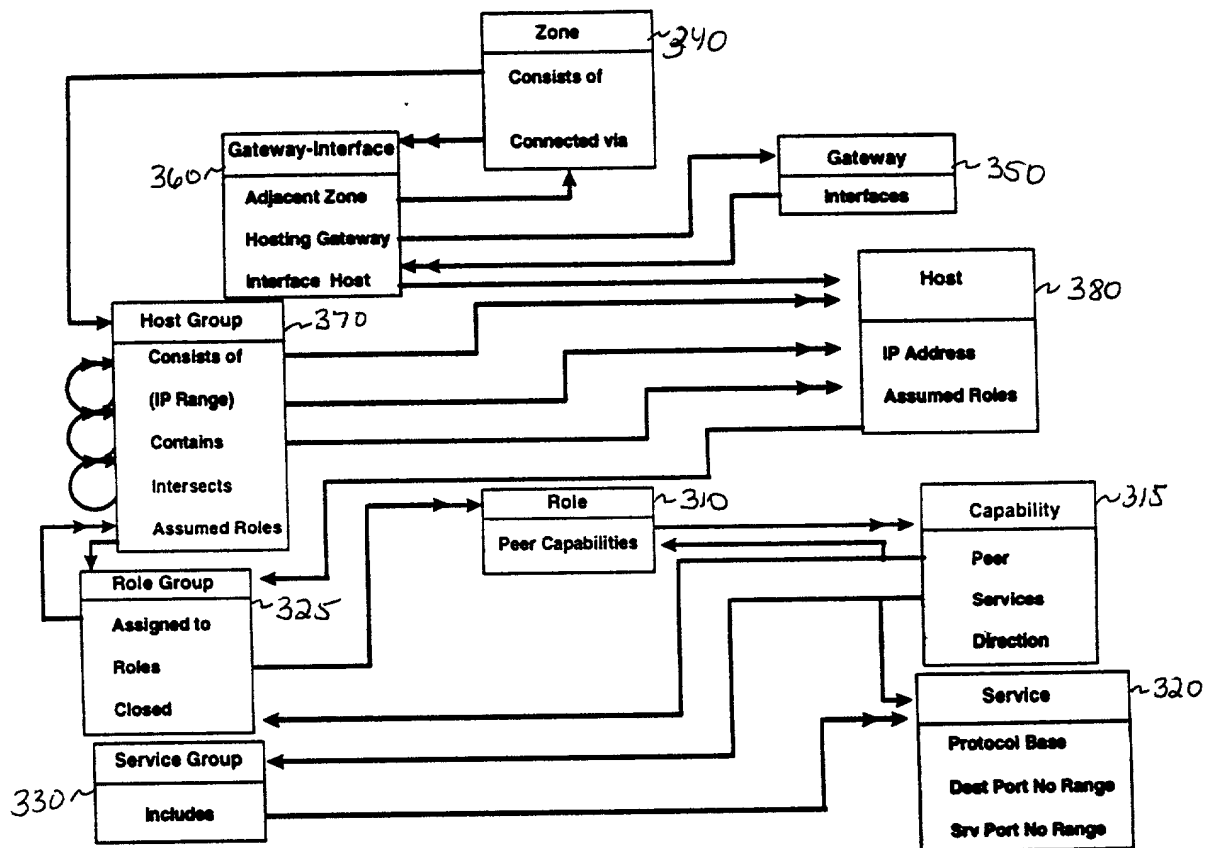 Zone
340
Consists of
Connected via
Gateway-Interface
360
Adjacent Zone
Hosting Gateway
Interface Host
Gateway
350
Interfaces
Host
380
IP Address
Assumed Roles
Host Group
370
Consists of
(IP Range)
Contains
Intersects
Assumed Roles
Role
310
Peer Capabilities
Capability
315
Peer
Services
Direction
Role Group
325
Assigned to
Roles
Closed
Service
320
Protocol Base
Dest Port No Range
Srv Port No Range
Service Group
330
Includes